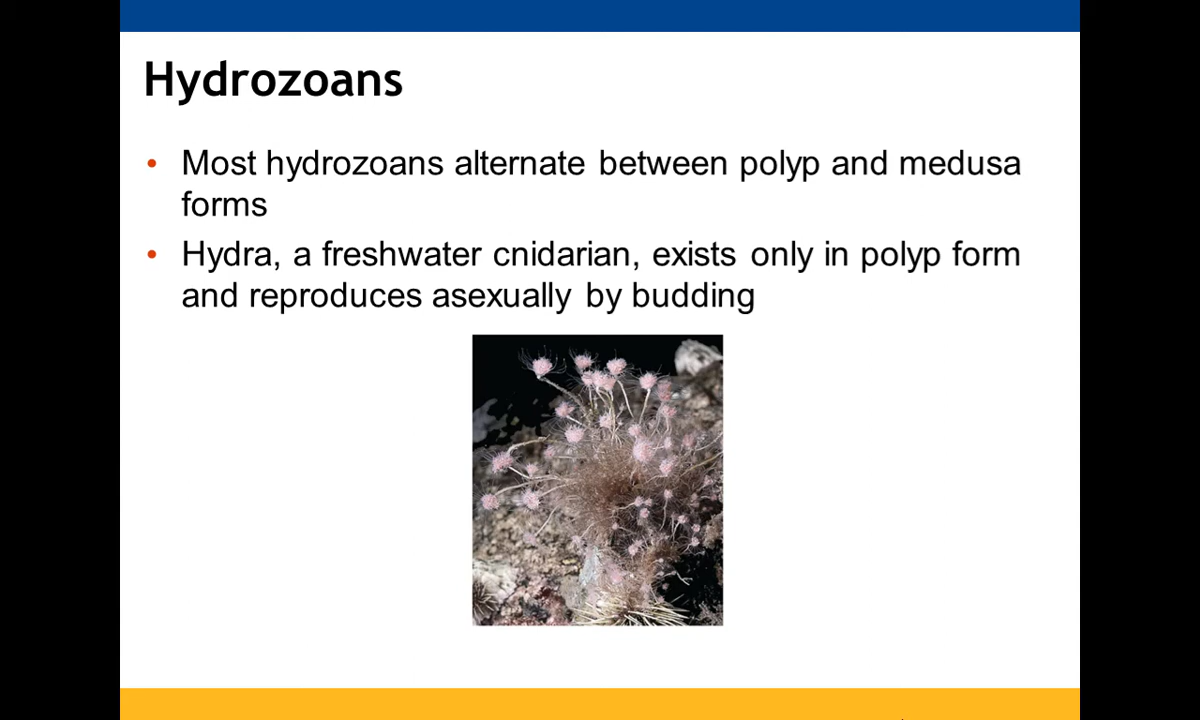 Hydrozoans
• Most hydrozoans alternate between polyp and medusa
forms
• Hydra, a freshwater cnidarian, exists only in polyp form
and reproduces asexually by budding